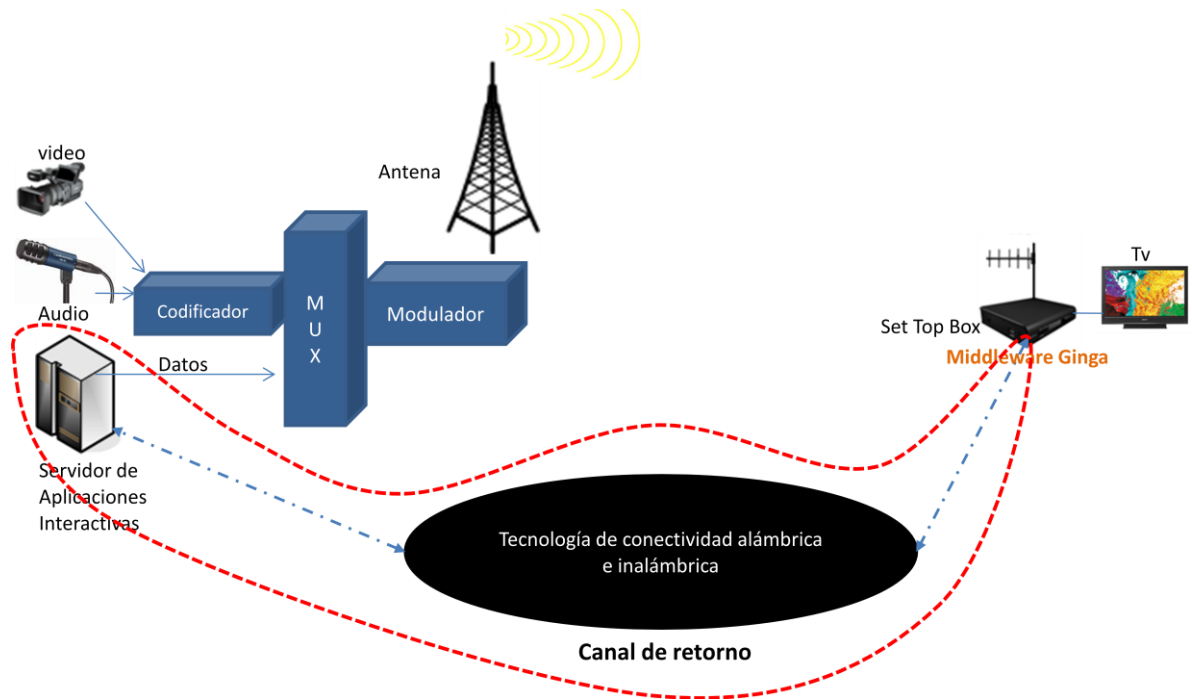 video
Antena
Tv
Audio
Codificador
M
U
X
Modulador
Set Top Box
Middleware Ginga
Datos
Servidor de
Aplicaciones
Interactivas
Tecnología de conectividad alámbrica
e inalámbrica
Canal de retorno